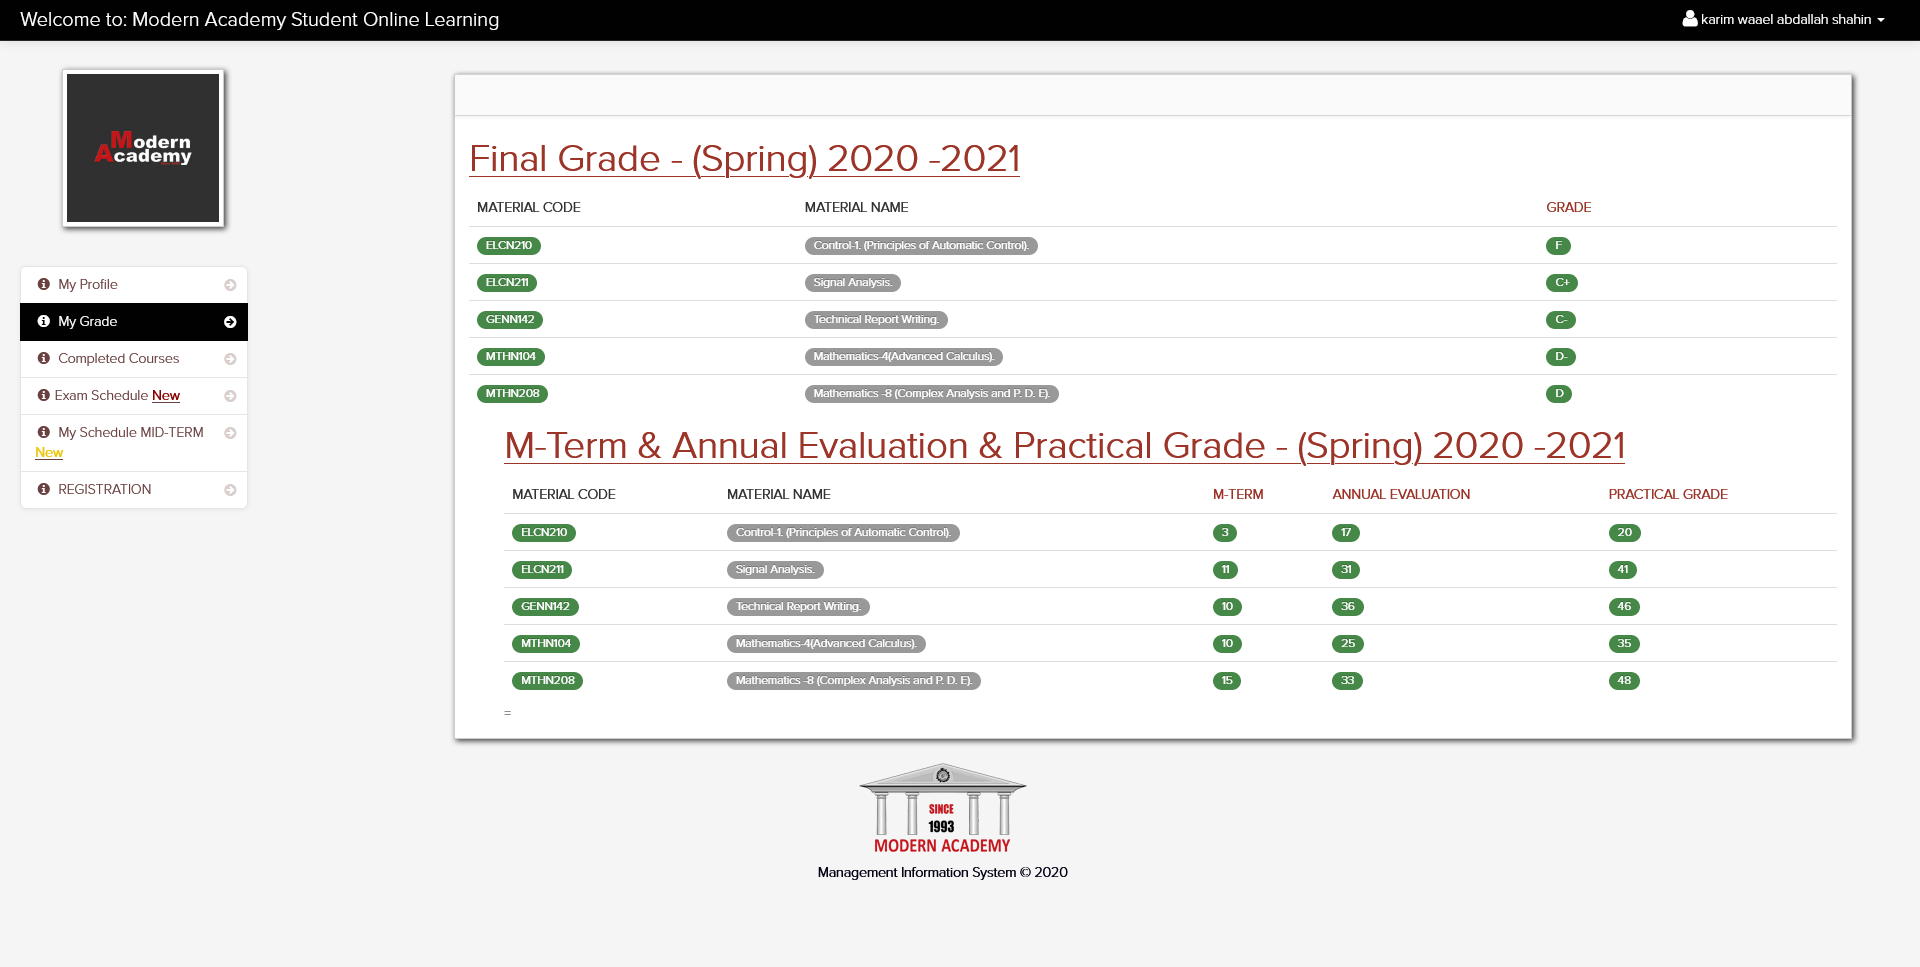 Welcome to: Modern Academy Student Online Learning
karim waael abdallah shahin
Modern
Academy
My Profile
My Grade
Completed Courses
Exam Schedule New
My Schedule MID-TERM
New
REGISTRATION
Final Grade - (Spring) 2020 -2021
MATERIAL CODE MATERIAL NAME GRADE
ELCN210 Control-1. (Principles of Automatic Control). F
ELCN211 Signal Analysis. C+
GENN142 Technical Report Writing. C-
MTHN104 Mathematics-4(Advanced Calculus). D-
MTHN208 Mathematics -8 (Complex Analysis and P. D. E). D
M-Term & Annual Evaluation & Practical Grade - (Spring) 2020 -2021
MATERIAL CODE MATERIAL NAME M-TERM ANNUAL EVALUATION PRACTICAL GRADE
ELCN210 Control-1. (Principles of Automatic Control). 3 17 20
ELCN211 Signal Analysis. 11 31 41
GENN142 Technical Report Writing. 10 36 46
MTHN104 Mathematics-4(Advanced Calculus). 10 25 35
MTHN208 Mathematics -8 (Complex Analysis and P. D. E). 15 33 48
=
SINCE
1993
MODERN ACADEMY
Management Information System © 2020